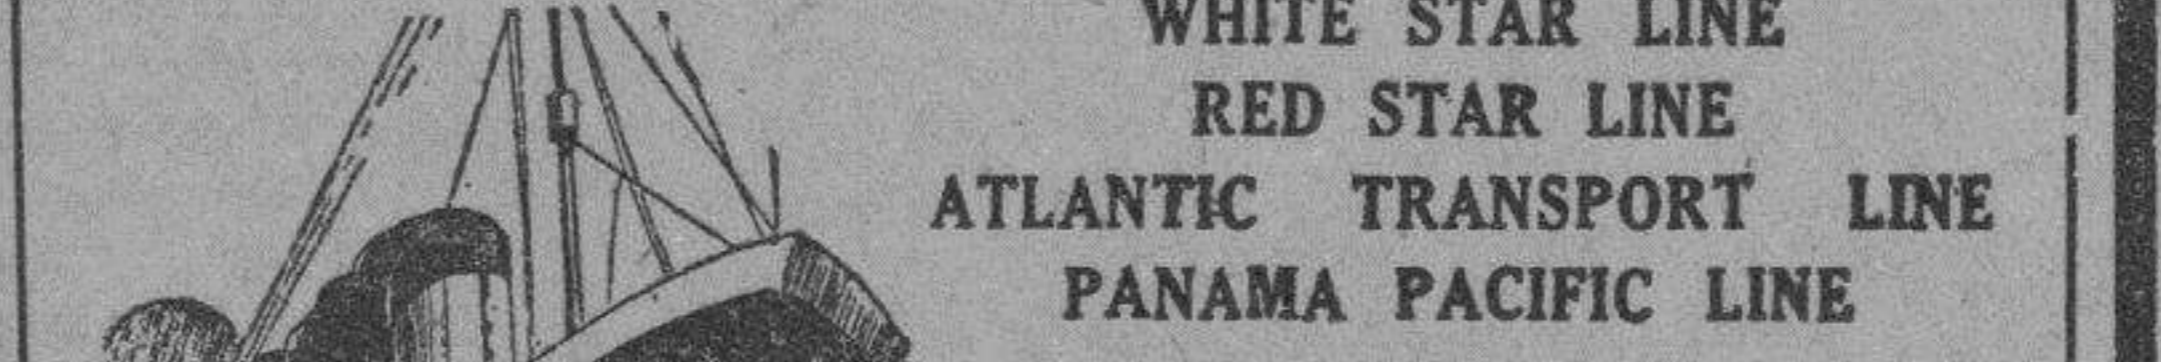 WHITE STAR LINE
RED STAR LINE
ATLANTIC TRANSPORT LINE
PANAMA PACIFIC LINE